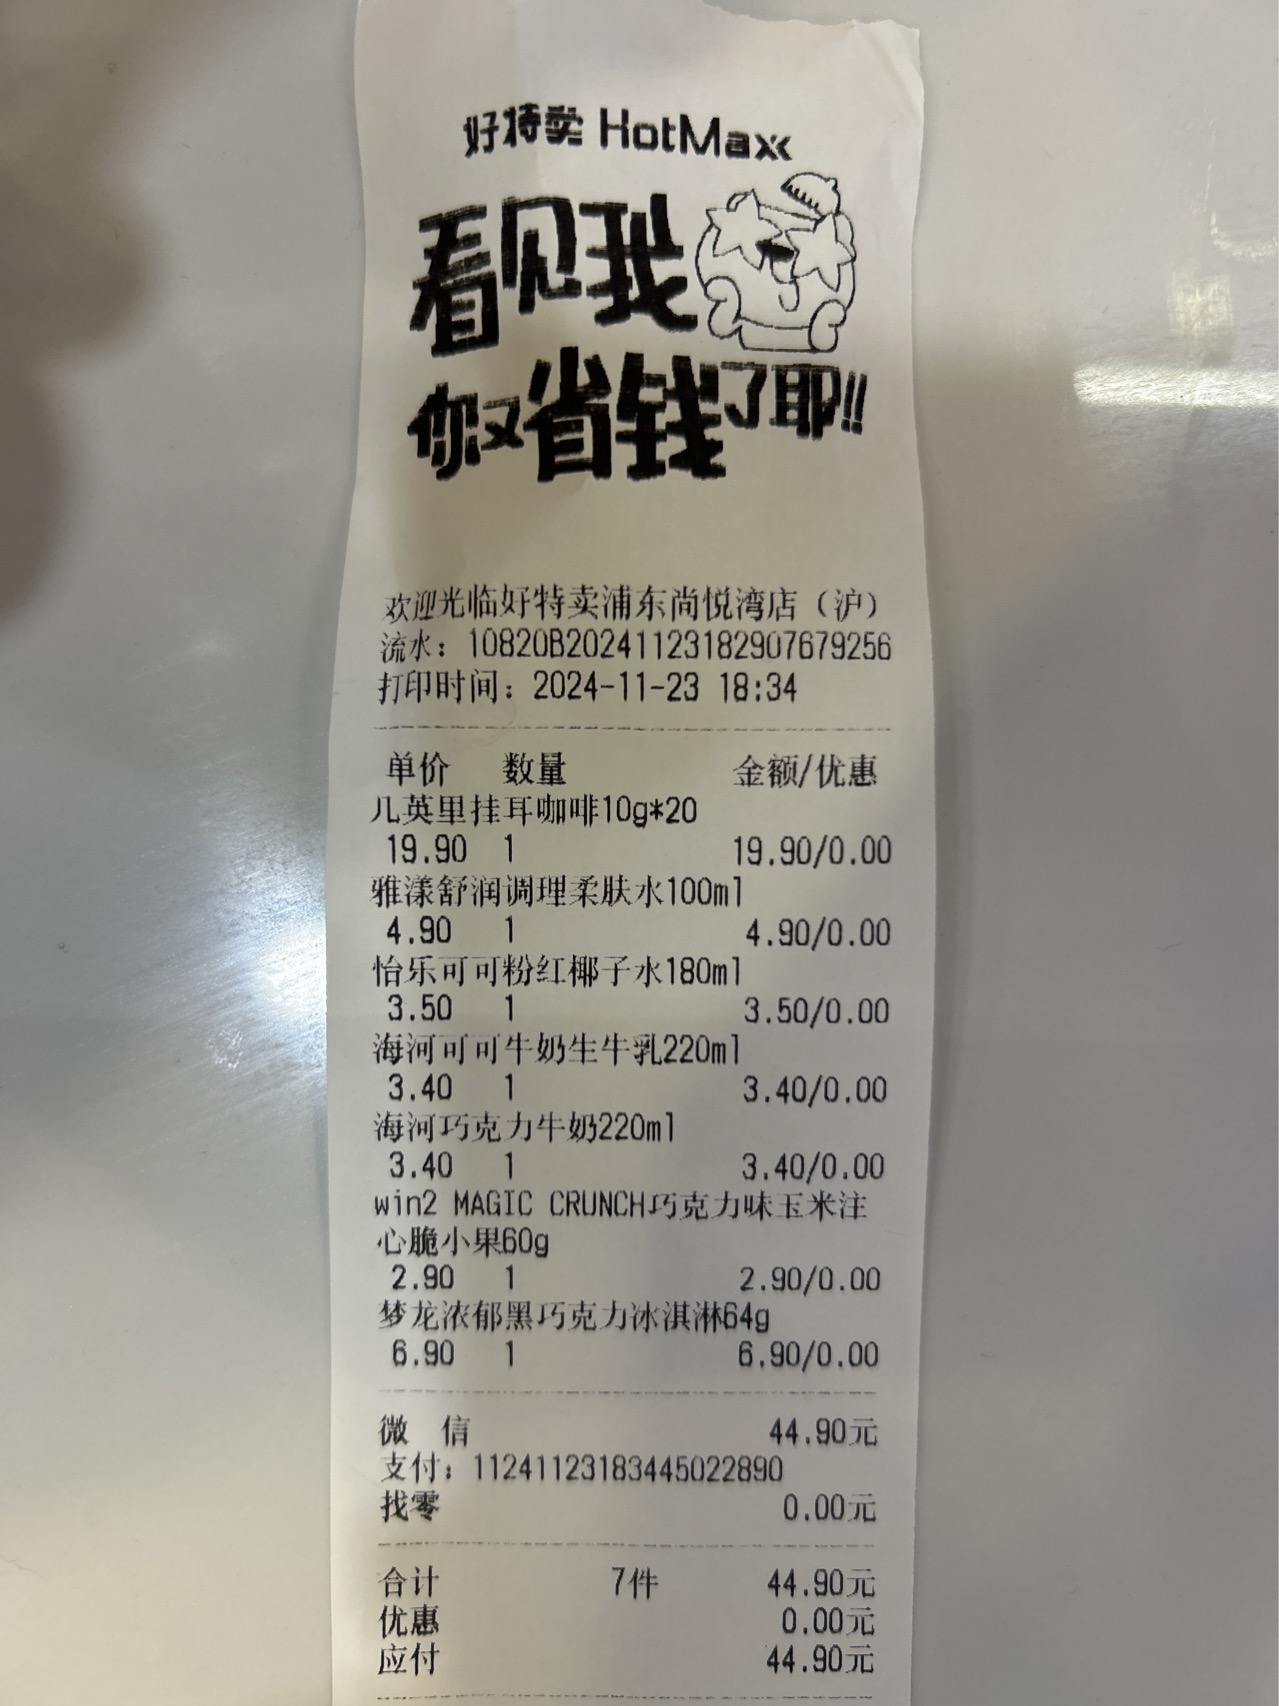 好特卖 HotMaxx
看见我
你又省钱了耶!!
欢迎光临好特卖浦东尚悦湾店（沪）
流水：10820B20241123182907679256
打印时间：2024-11-23 18:34
单价 数量 金额/优惠
几英里挂耳咖啡10g*20
19.90 1 19.90/0.00
雅漾舒润调理柔肤水100ml
4.90 1 4.90/0.00
怡乐可可粉红椰子水180ml
3.50 1 3.50/0.00
海河可可牛奶生牛乳220ml
3.40 1 3.40/0.00
海河巧克力牛奶220ml
3.40 1 3.40/0.00
win2 MAGIC CRUNCH巧克力味玉米注
心脆小果60g
2.90 1 2.90/0.00
梦龙浓郁黑巧克力冰淇淋64g
6.90 1 6.90/0.00
微 信 44.90元
支付：11241123183445022890
找零 0.00元
合计 7件 44.90元
优惠 0.00元
应付 44.90元